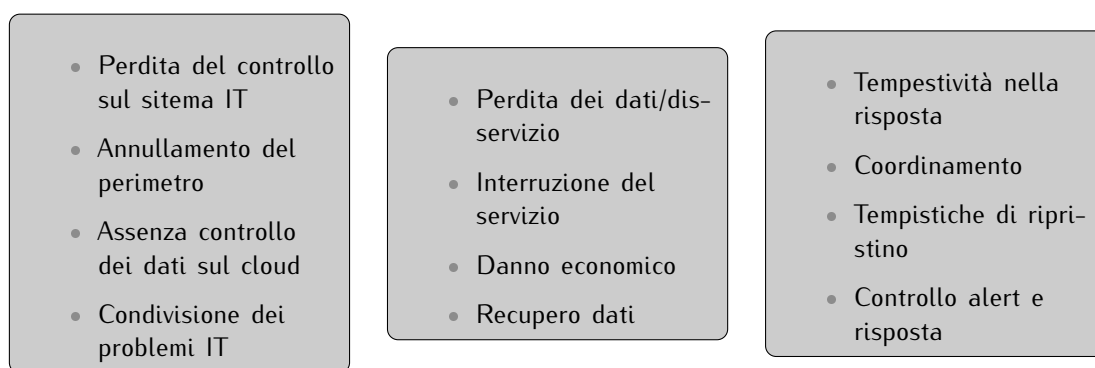 Perdita del controllo
sul sitema IT
Annullamento del
perimetro
Assenza controllo
dei dati sul cloud
Condivisione dei
problemi IT
Perdita dei dati/dis-
servizio
Interruzione del
servizio
Danno economico
Recupero dati
Tempestività nella
risposta
Coordinamento
Tempistiche di ripri-
stino
Controllo alert e
risposta